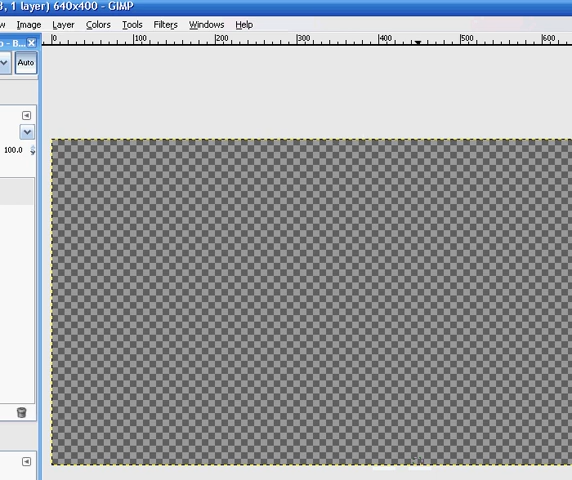 3, 1 layer) 640x400 - GIMP
w Image Layer Colors Tools Filters Windows Help
o - B...
0 100 200 300 400 500 600
Auto
100.0